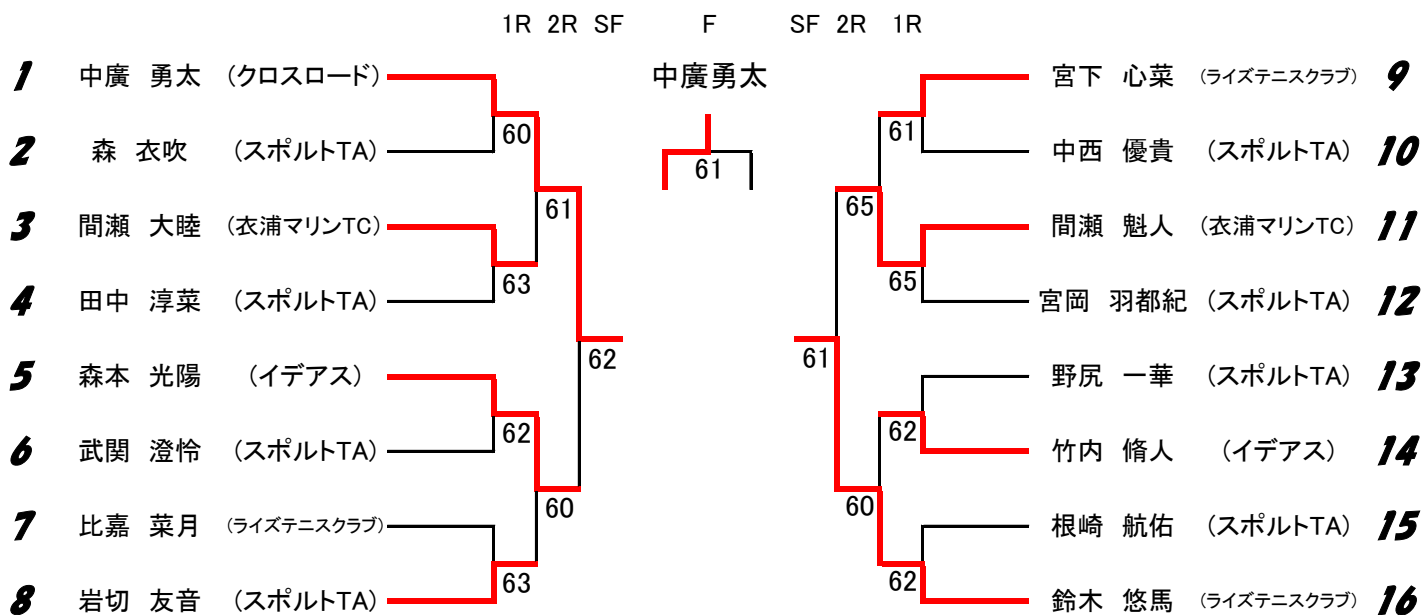 1R 2R SF F SF 2R 1R
中廣勇太
1 中廣 勇太 (クロスロード) 宮下 心菜 (ライズテニスクラブ) 9
60 61
2 森 衣吹 (スポルトTA) 61 中西 優貴 (スポルトTA) 10
61 65
3 間瀬 大睦 (衣浦マリンTC) 間瀬 魁人 (衣浦マリンTC) 11
63 65
4 田中 淳菜 (スポルトTA) 宮岡 羽都紀 (スポルトTA) 12
62 61
5 森本 光陽 (イデアス) 野尻 一華 (スポルトTA) 13
62 62
6 武関 澄怜 (スポルトTA) 竹内 脩人 (イデアス) 14
60 60
7 比嘉 菜月 (ライズテニスクラブ) 根崎 航佑 (スポルトTA) 15
63 62
8 岩切 友音 (スポルトTA) 鈴木 悠馬 (ライズテニスクラブ) 16